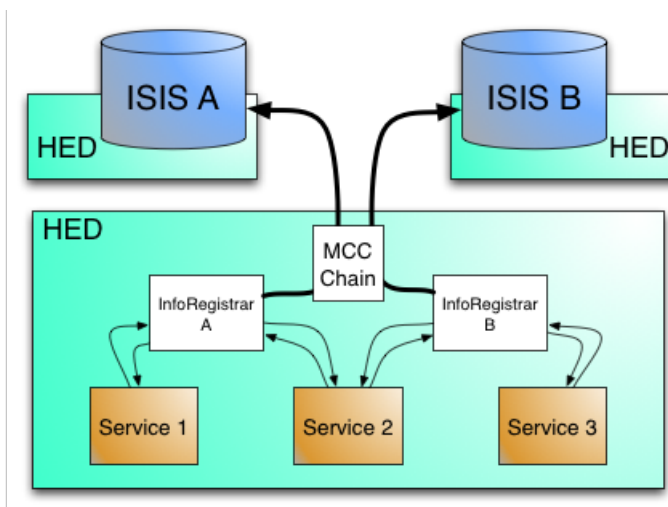 ISIS A
ISIS B
HED
HED
HED
MCC
Chain
InfoRegistrar
A
InfoRegistrar
B
Service 1
Service 2
Service 3